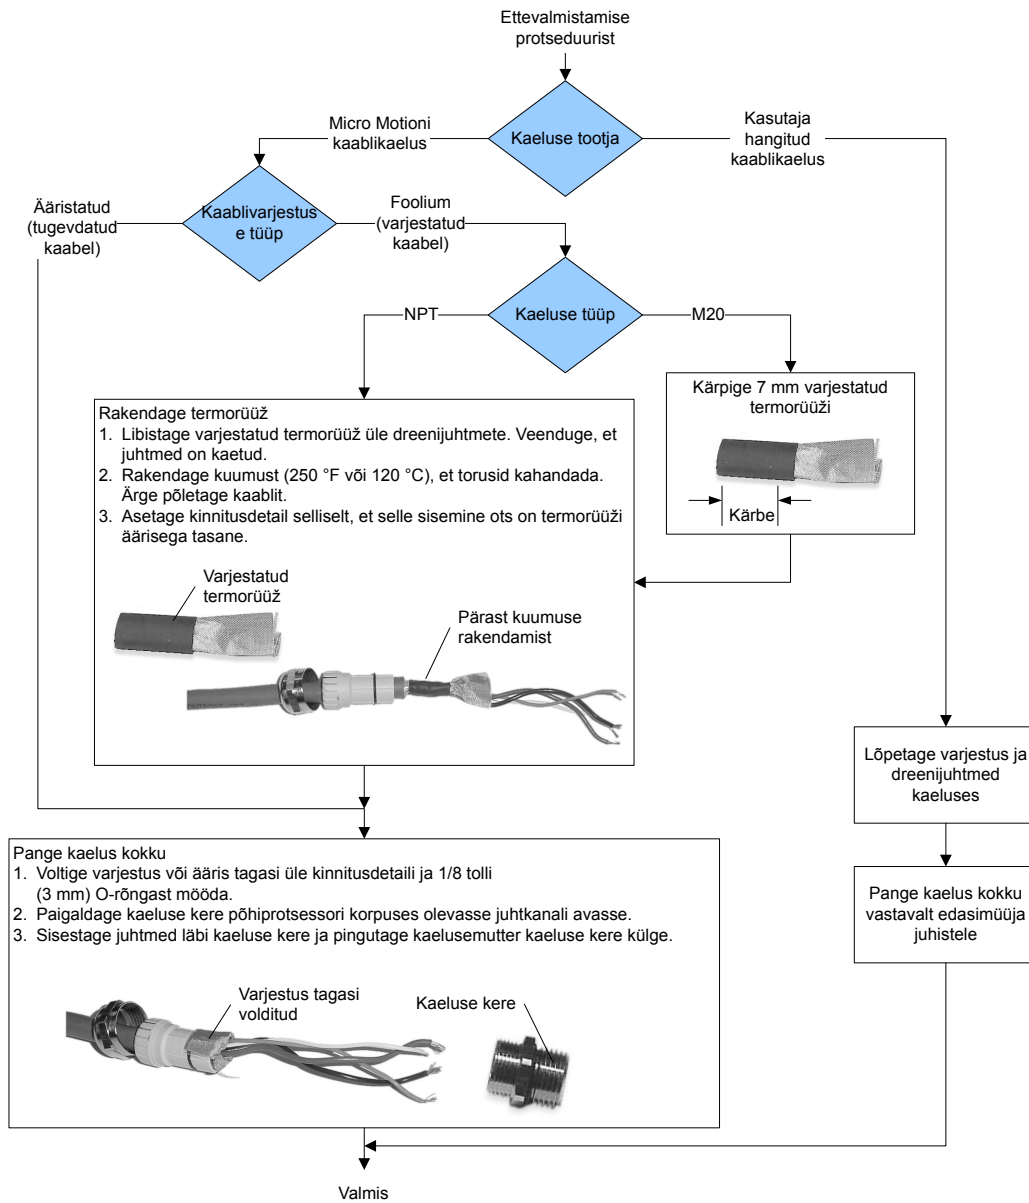 Ettevalmistamise
protseduurist
Kaeluse tootja
Micro Motioni
kaablikaelus
Kasutaja
hangitud
kaablikaelus
Kaablivarjestus
e tüüp
Ääristatud
(tugevdatud
kaabel)
Foolium
(varjestatud
kaabel)
Kaeluse tüüp
NPT
M20
Kärpige 7 mm varjestatud
termorüüži
Kärbe
Rakendage termorüüž
1. Libistage varjestatud termorüüž üle dreenijuhtmete. Veenduge, et
juhtmed on kaetud.
2. Rakendage kuumust (250 °F või 120 °C), et torusid kahandada.
Ärge põletage kaablit.
3. Asetage kinnitusdetail selliselt, et selle sisemine ots on termorüüži
äärisega tasane.
Varjestatud
termorüüž
Pärast kuumuse
rakendamist
Lõpetage varjestus ja
dreenijuhtmed
kaeluses
Pange kaelus kokku
vastavalt edasimüüja
juhistele
Pange kaelus kokku
1. Voltige varjestus või ääris tagasi üle kinnitusdetaili ja 1/8 tolli
(3 mm) O-rõngast mööda.
2. Paigaldage kaeluse kere põhiprotsessori korpuses olevasse juhtkanali avasse.
3. Sisestage juhtmed läbi kaeluse kere ja pingutage kaelusemutter kaeluse kere külge.
Varjestus tagasi
volditud
Kaeluse kere
Valmis